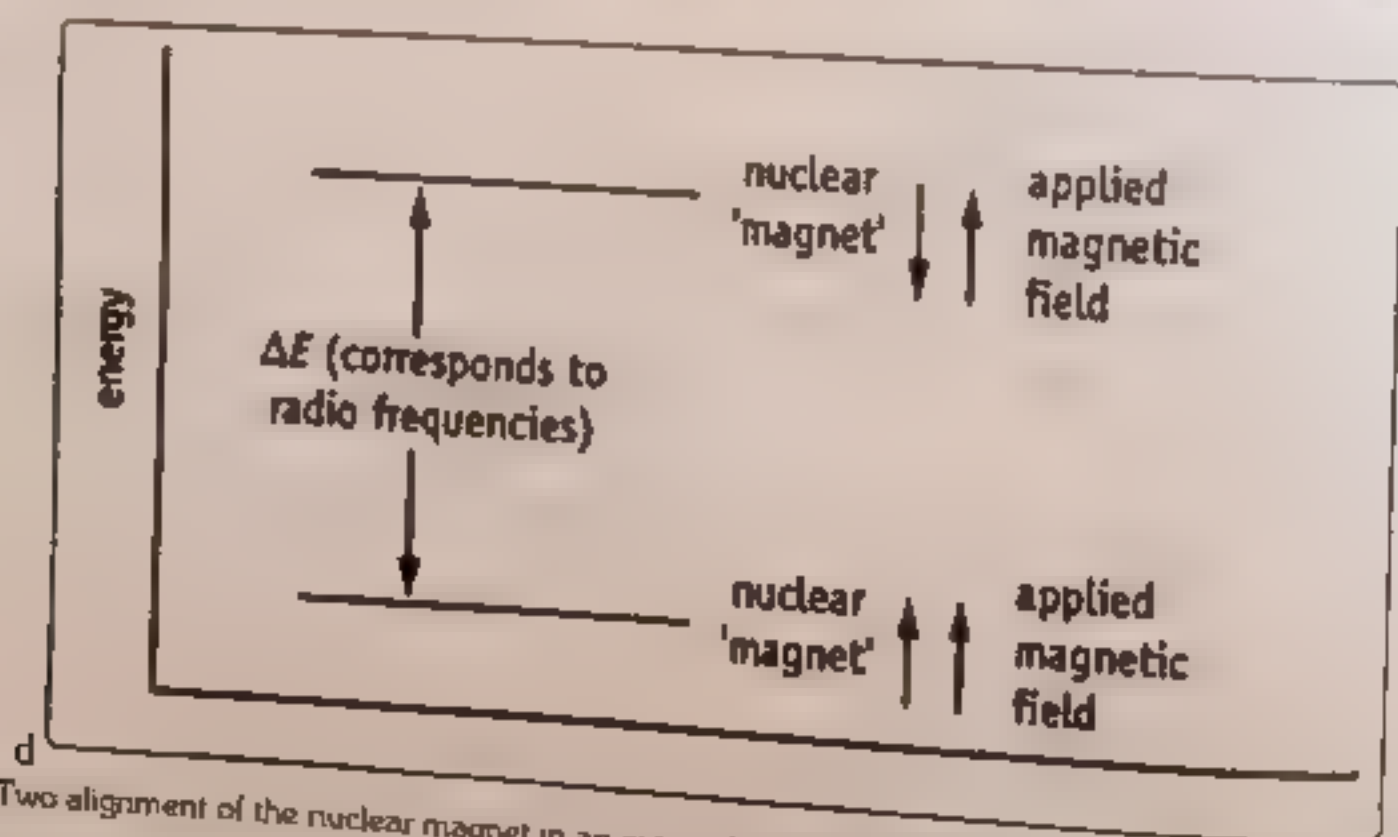 nuclear
'magnet'
applied
magnetic
field
energy
ΔE (corresponds to
radio frequencies)
nuclear
'magnet'
applied
magnetic
field
d
Two alignment of the nuclear magnet in an